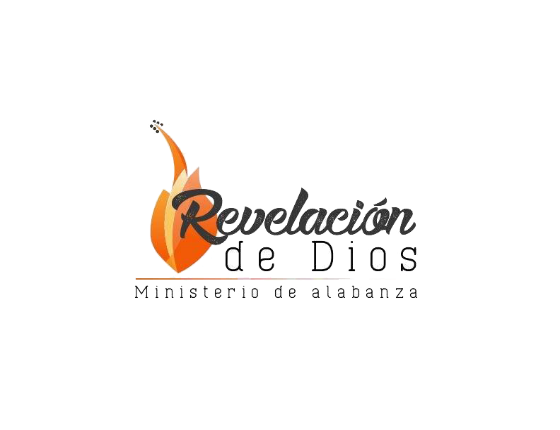 Revelación
de Dios
Ministerio de alabanza